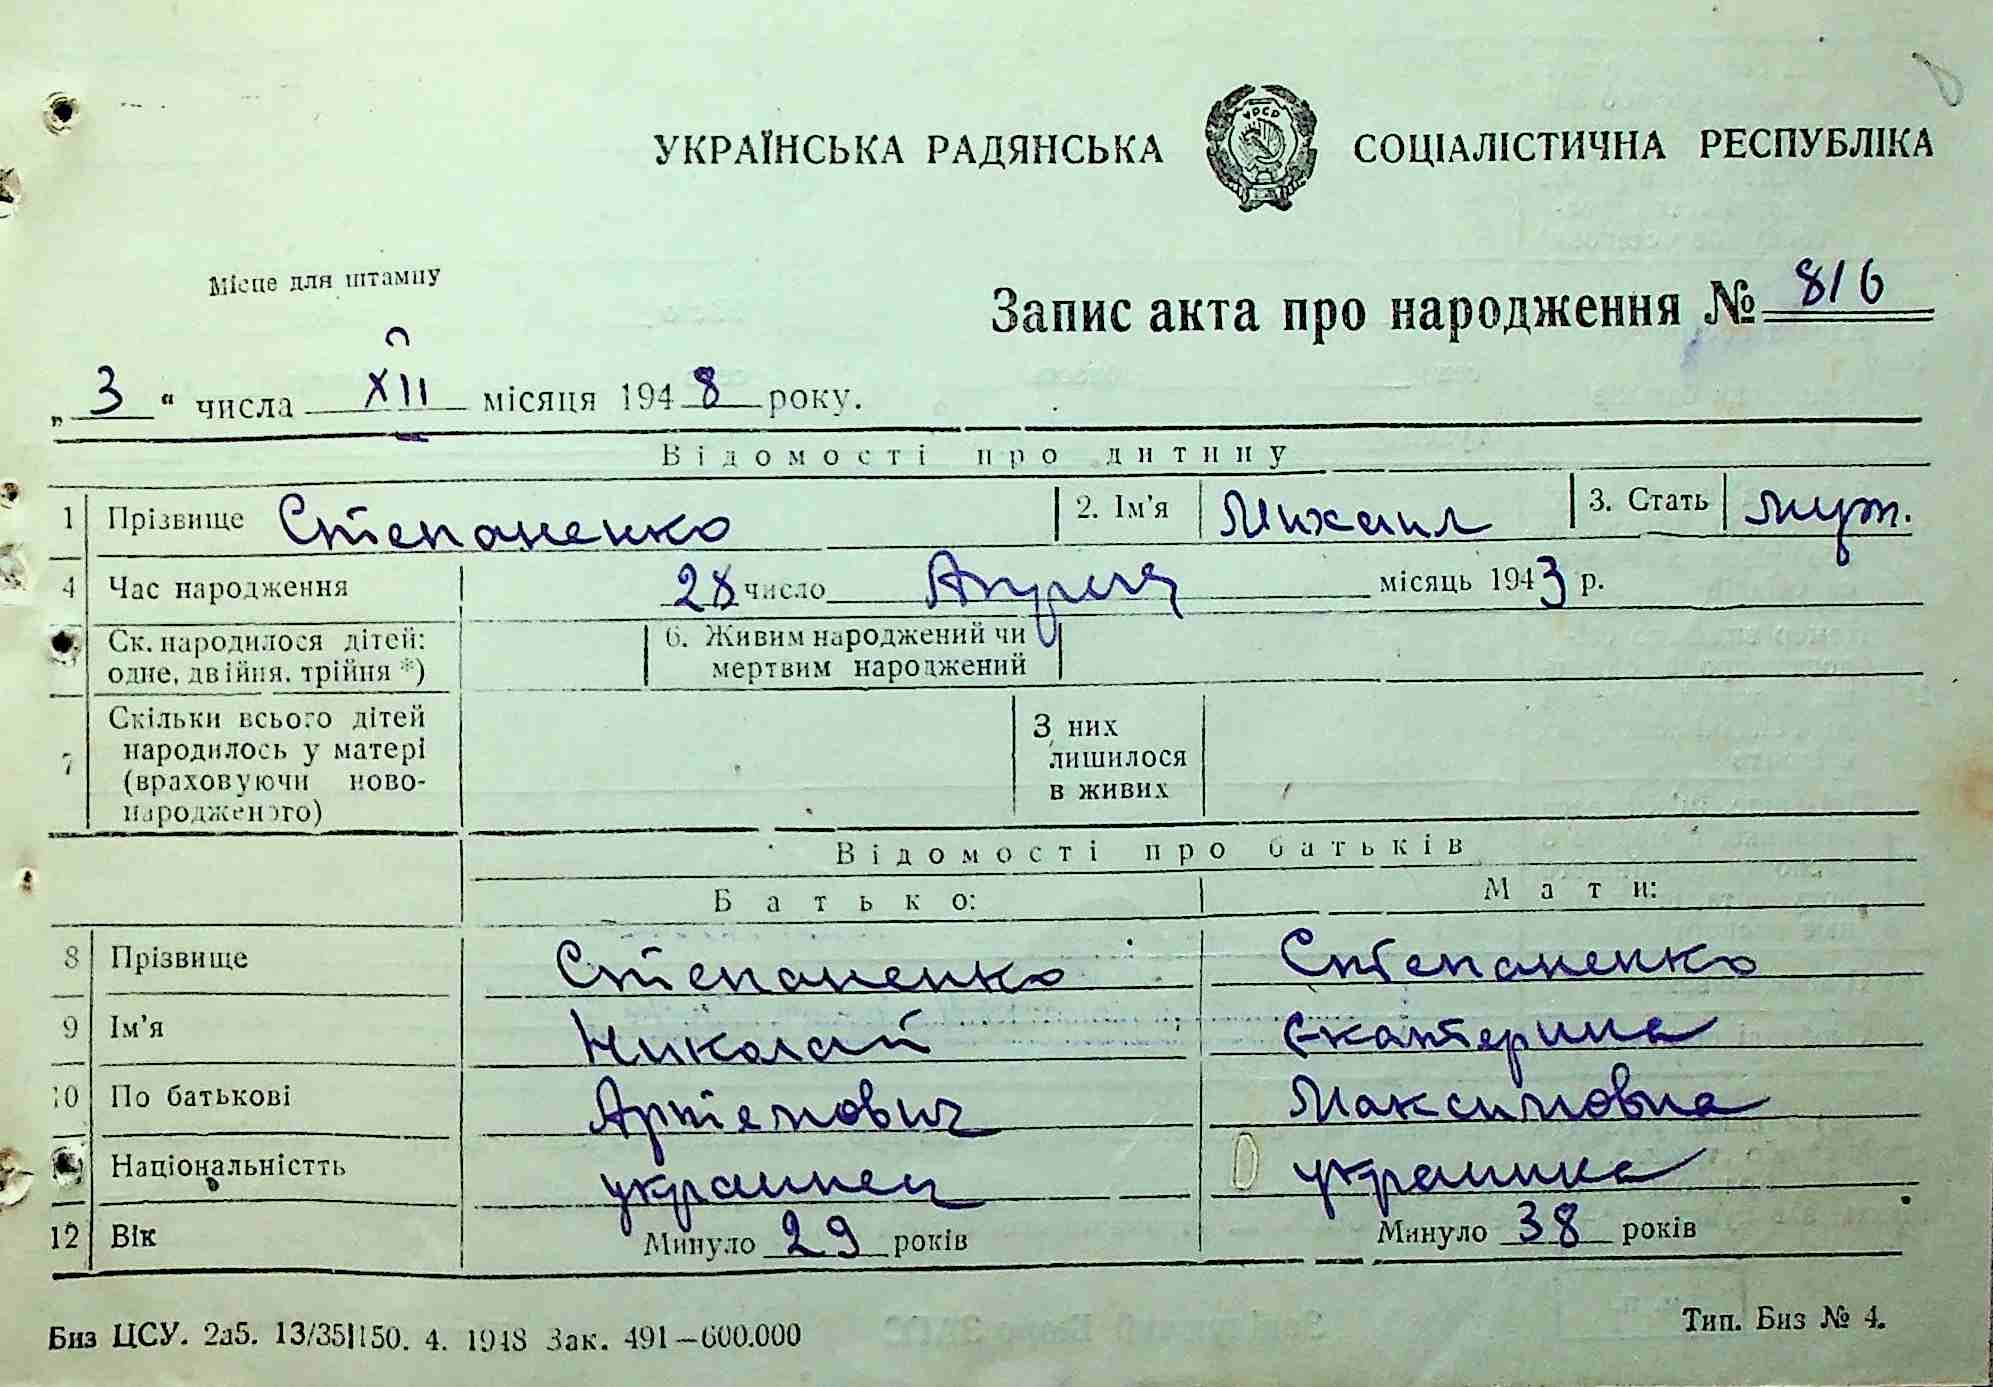 УКРАЇНСЬКА РАДЯНСЬКА СОЦІАЛІСТИЧНА РЕСПУБЛІКА
УРСР
Місце для штампу
Запис акта про народження № 816
„ 3 “ числа XII місяця 1948 року.
Відомості про дитину
1 Прізвище Степаненко 2. Ім'я Михаил 3. Стать муж.
4 Час народження 28 число Апреля місяць 1943 р.
Ск. народилося дітей: 6. Живим народжений чи
одне, двійня, трійня *) мертвим народжений
Скільки всього дітей З них
7 народилось у матері лишилося
(враховуючи ново- в живих
народженого)
Відомості про батьків
Батько: Мати:
8 Прізвище Степаненко Степаненко
9 Ім'я Николай Екатерина
10 По батькові Артемович Максимовна
Національністть украинец украинка
12 Вік Минуло 29 років Минуло 38 років
Биз ЦСУ. 2а5. 13/35|150. 4. 1948 Зак. 491—600.000 Тип. Биз № 4.